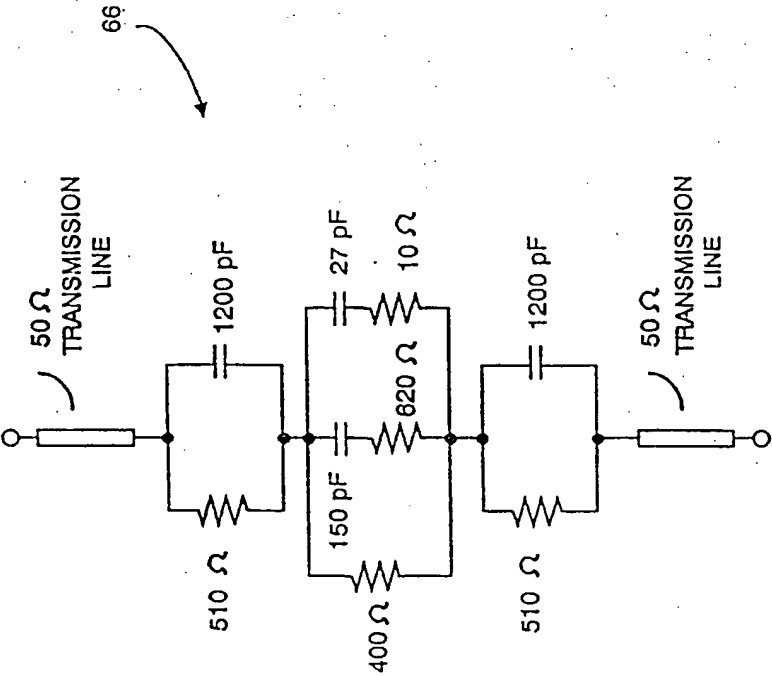 66
50 Ω
TRANSMISSION
LINE
1200 pF
510 Ω
27 pF
10 Ω
150 pF
620 Ω
400 Ω
1200 pF
510 Ω
50 Ω
TRANSMISSION
LINE